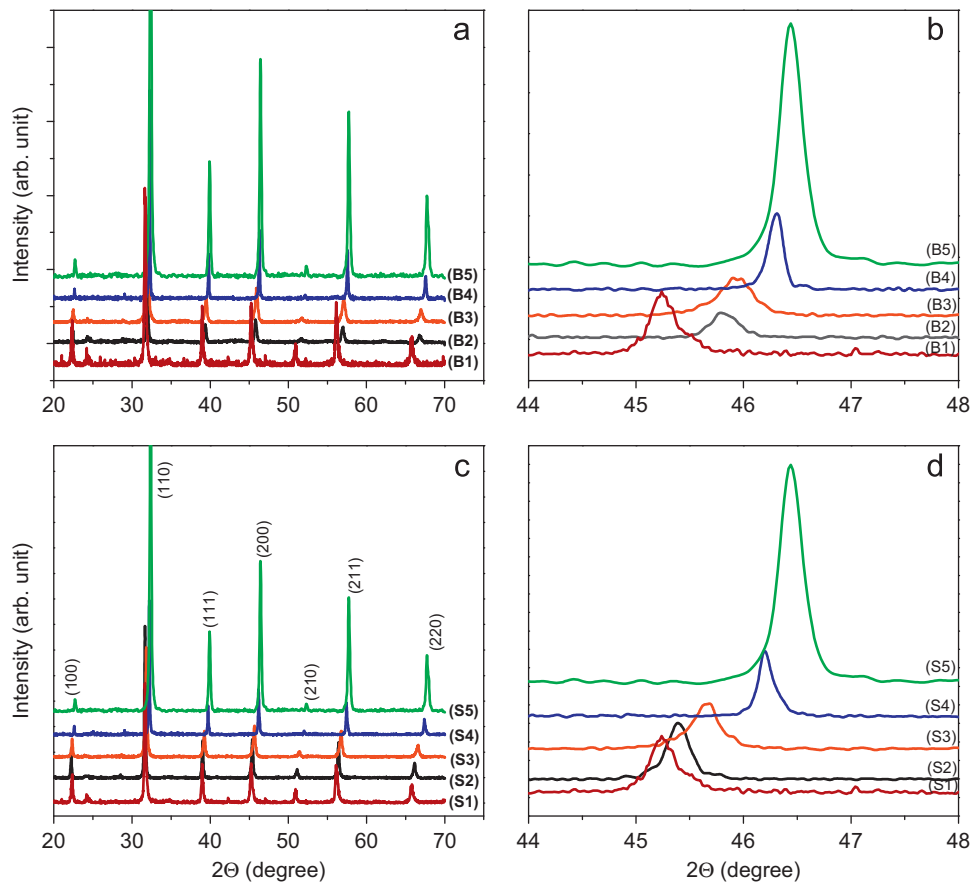 a
Intensity (arb. unit)
(B5)
(B4)
(B3)
(B2)
(B1)
20 30 40 50 60 70
b
(B5)
(B4)
(B3)
(B2)
(B1)
44 45 46 47 48
c
Intensity (arb. unit)
(100)
(110)
(111)
(200)
(210)
(211)
(220)
(S5)
(S4)
(S3)
(S2)
(S1)
20 30 40 50 60 70
2Θ (degree)
d
(S5)
(S4)
(S3)
(S2)
(S1)
44 45 46 47 48
2Θ (degree)